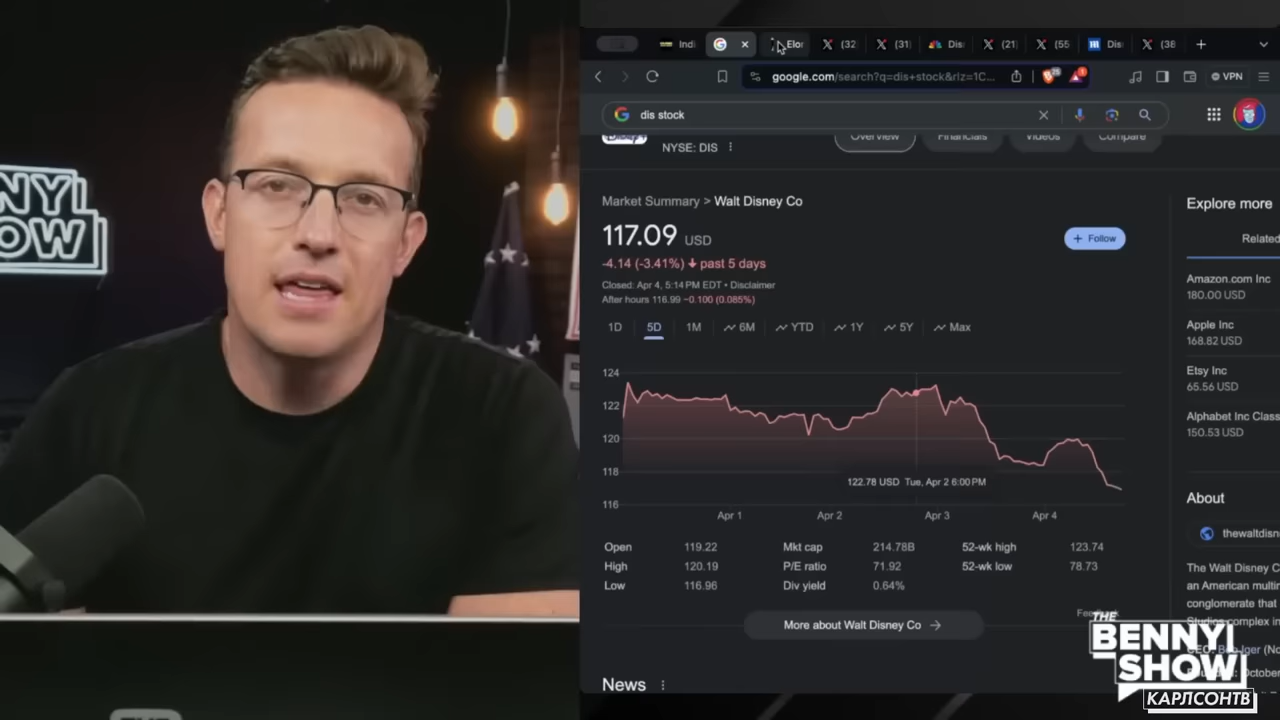 NYI
OW
Indi
Elon
(32
(31)
Dis
(21)
(55
Dis
(38
google.com/search?q=dis+stock&rlz=1C...
VPN
dis stock
NYSE: DIS
Overview
Financials
Videos
Compare
Market Summary > Walt Disney Co
117.09 USD
+ Follow
-4.14 (-3.41%) ↓ past 5 days
Closed: Apr 4, 5:14 PM EDT • Disclaimer
After hours 116.99 −0.100 (0.085%)
1D 5D 1M 6M YTD 1Y 5Y Max
124
122
120
118
116
122.78 USD Tue, Apr 2 6:00 PM
Apr 1 Apr 2 Apr 3 Apr 4
Open 119.22 Mkt cap 214.78B 52-wk high 123.74
High 120.19 P/E ratio 71.92 52-wk low 78.73
Low 116.96 Div yield 0.64%
More about Walt Disney Co →
News
Explore more
Related
Amazon.com Inc
180.00 USD
Apple Inc
168.82 USD
Etsy Inc
65.56 USD
Alphabet Inc Class
150.53 USD
About
thewaltdisn
The Walt Disney C
an American multin
conglomerate that
Studios complex in
THE
BENNY
SHOW
КАРЛСОНТВ